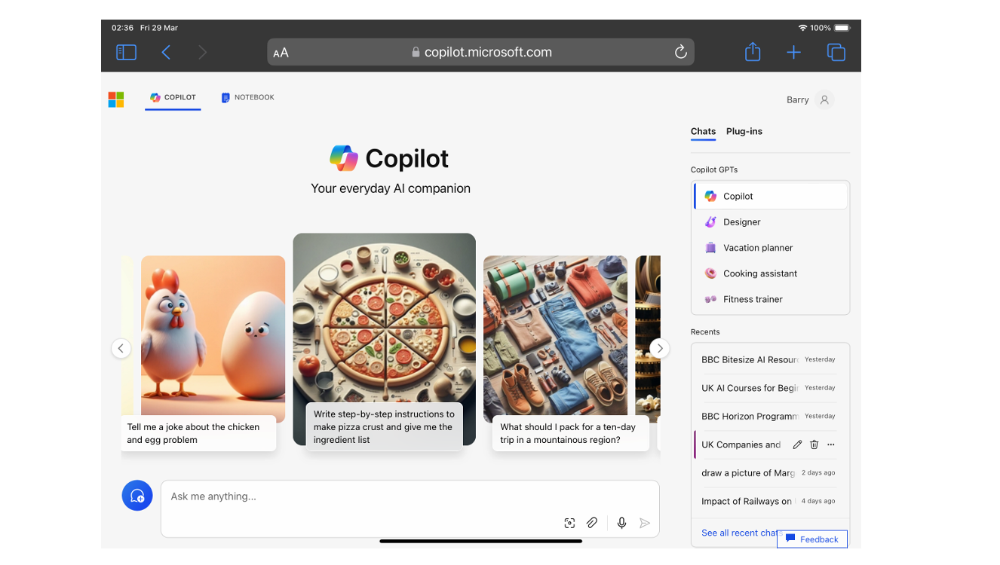 02:36 Fri 29 Mar
100%
AA
copilot.microsoft.com
COPILOT
NOTEBOOK
Barry
Copilot
Your everyday AI companion
Tell me a joke about the chicken
and egg problem
Write step-by-step instructions to
make pizza crust and give me the
ingredient list
What should I pack for a ten-day
trip in a mountainous region?
Ask me anything...
Chats Plug-ins
Copilot GPTs
Copilot
Designer
Vacation planner
Cooking assistant
Fitness trainer
Recents
BBC Bitesize AI Resour Yesterday
UK AI Courses for Begi Yesterday
BBC Horizon Programm Yesterday
UK Companies and
draw a picture of Marg 2 days ago
Impact of Railways on 4 days ago
See all recent chats
Feedback